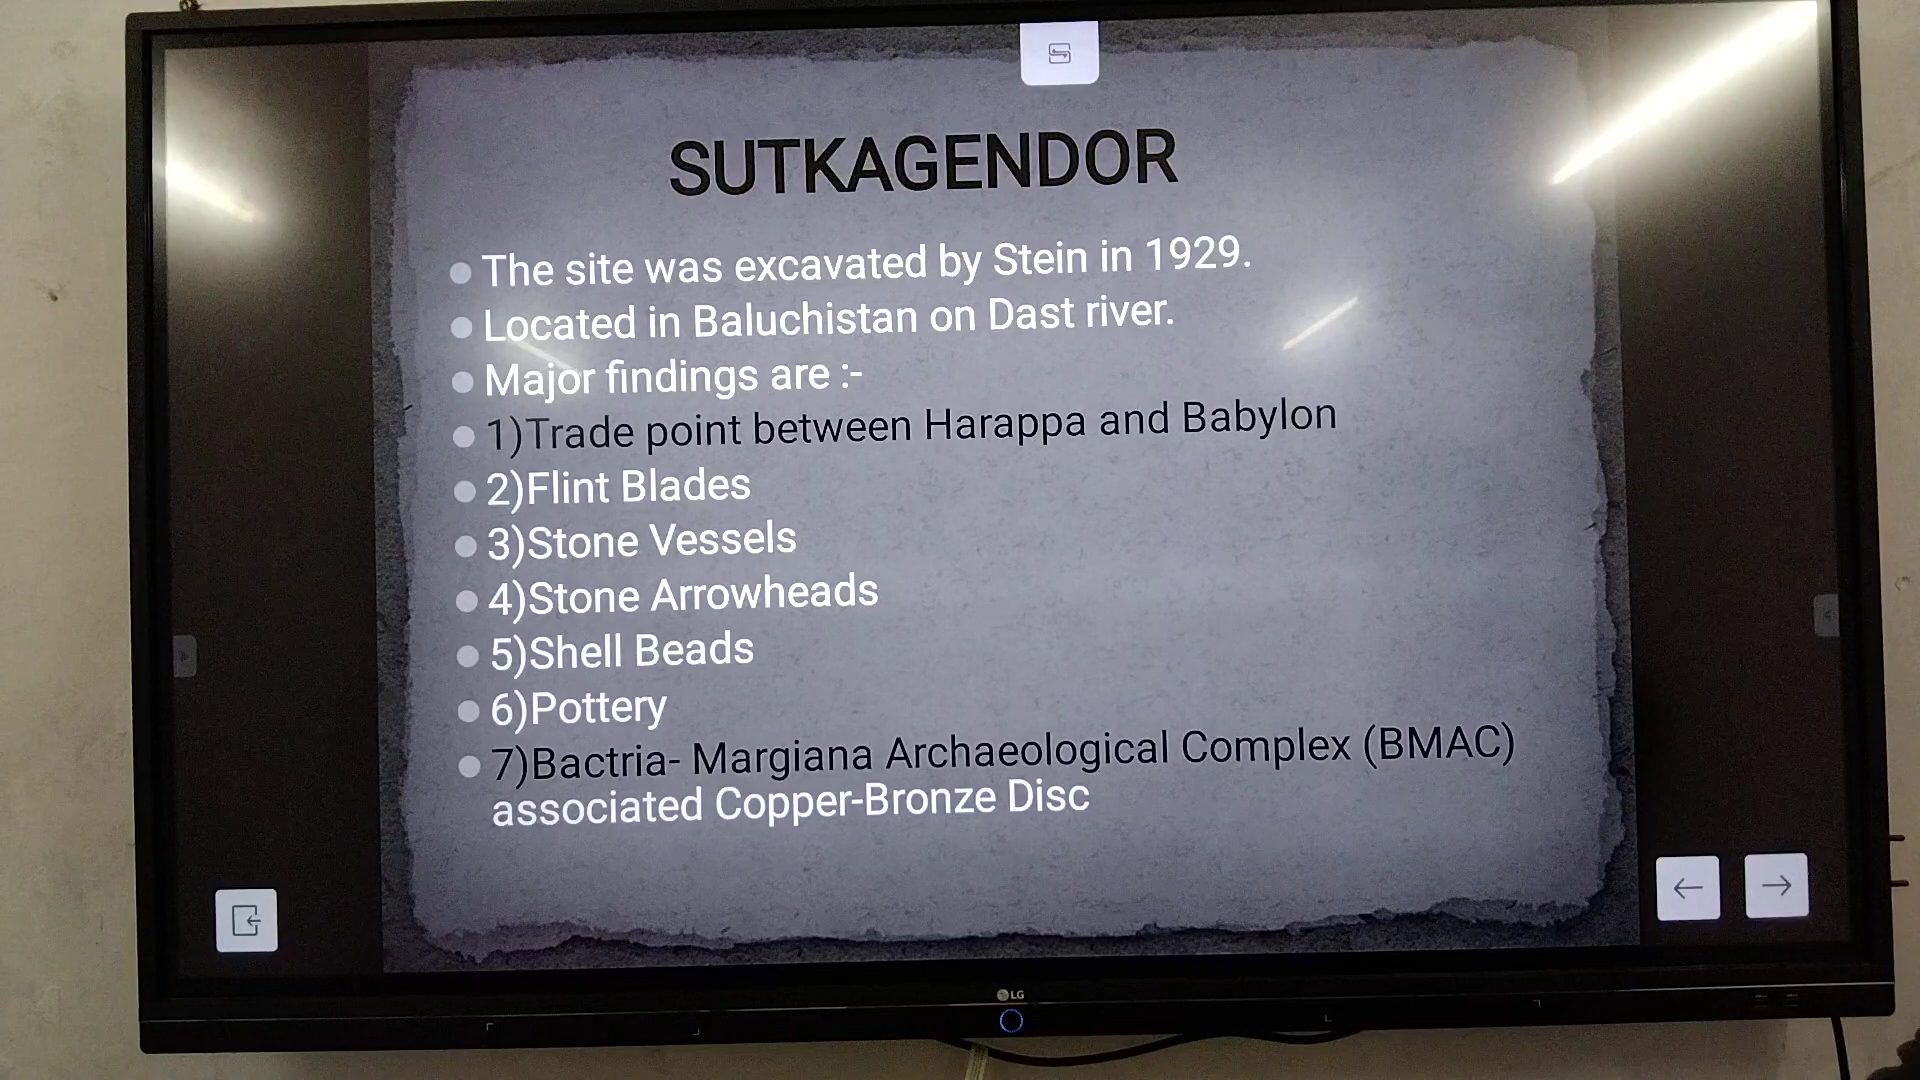 SUTKAGENDOR
The site was excavated by Stein in 1929.
Located in Baluchistan on Dast river.
Major findings are :-
1)Trade point between Harappa and Babylon
2)Flint Blades
3)Stone Vessels
4)Stone Arrowheads
5)Shell Beads
6)Pottery
7)Bactria- Margiana Archaeological Complex (BMAC)
associated Copper-Bronze Disc
LG